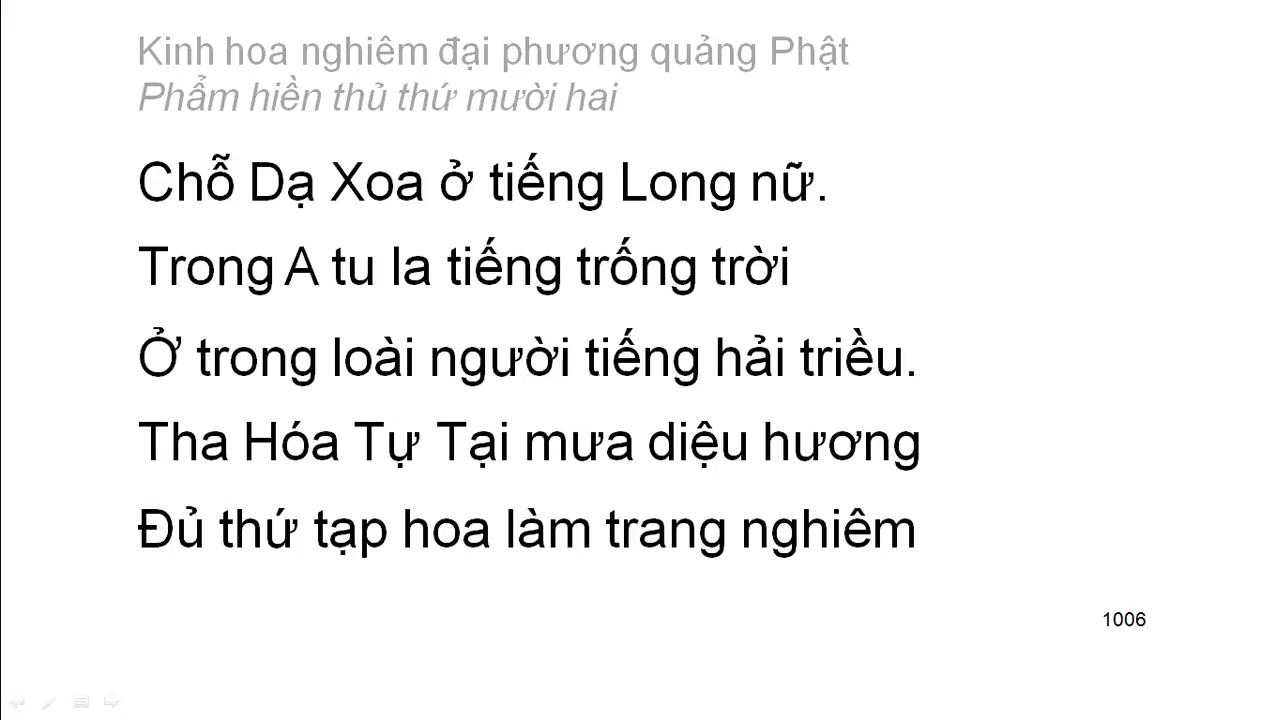 Kinh hoa nghiêm đại phương quảng Phật
Phẩm hiền thủ thứ mười hai
Chỗ Dạ Xoa ở tiếng Long nữ.
Trong A tu la tiếng trống trời
Ở trong loài người tiếng hải triều.
Tha Hóa Tự Tại mưa diệu hương
Đủ thứ tạp hoa làm trang nghiêm
1006